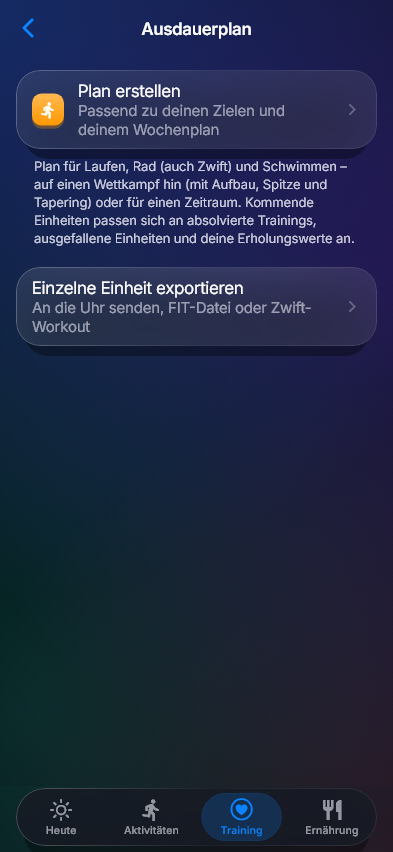 Ausdauerplan
Plan erstellen
Passend zu deinen Zielen und
deinem Wochenplan
Plan für Laufen, Rad (auch Zwift) und Schwimmen –
auf einen Wettkampf hin (mit Aufbau, Spitze und
Tapering) oder für einen Zeitraum. Kommende
Einheiten passen sich an absolvierte Trainings,
ausgefallene Einheiten und deine Erholungswerte an.
Einzelne Einheit exportieren
An die Uhr senden, FIT-Datei oder Zwift-
Workout
Heute
Aktivitäten
Training
Ernährung